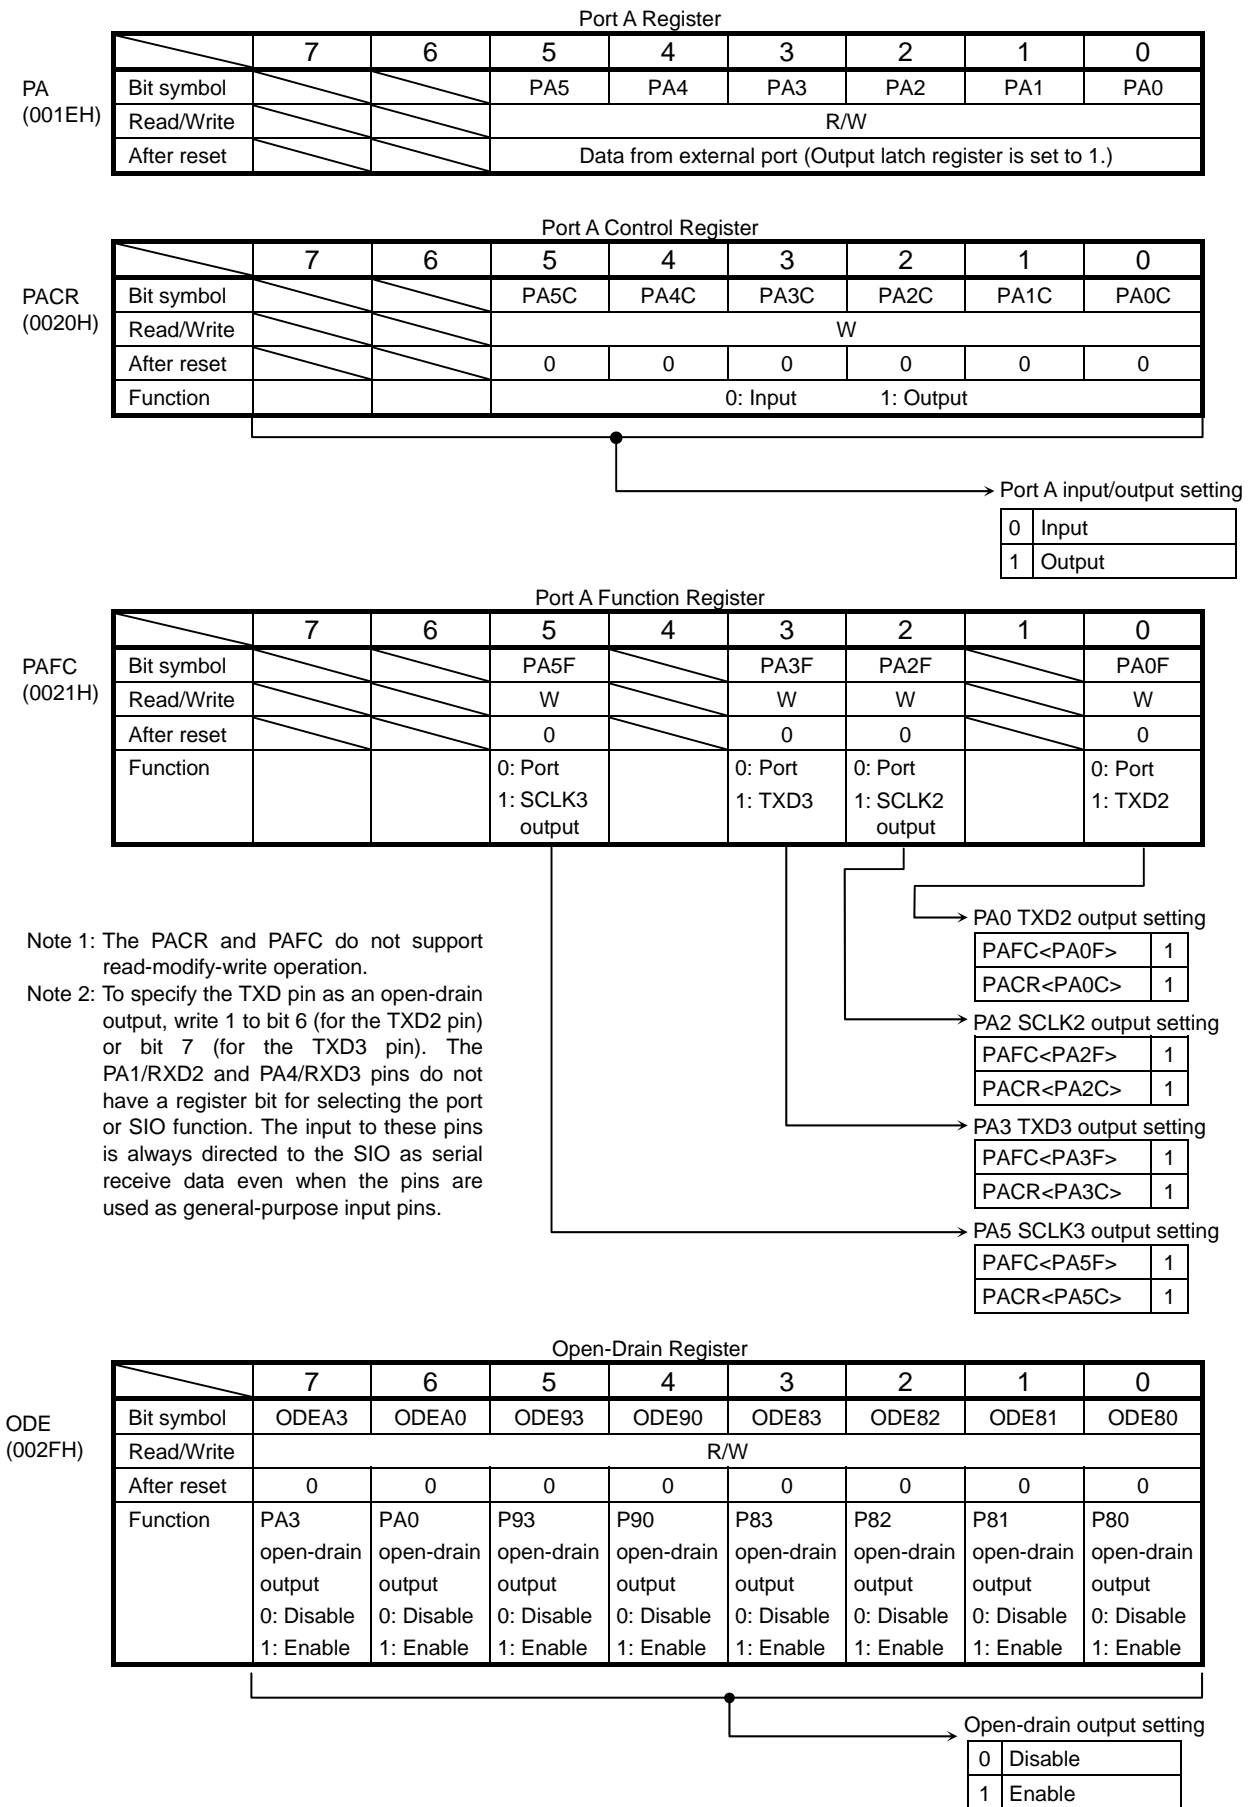 Port A Register
7 6 5 4 3 2 1 0
PA
(001EH)
Bit symbol PA5 PA4 PA3 PA2 PA1 PA0
Read/Write R/W
After reset Data from external port (Output latch register is set to 1.)
Port A Control Register
7 6 5 4 3 2 1 0
PACR
(0020H)
Bit symbol PA5C PA4C PA3C PA2C PA1C PA0C
Read/Write W
After reset 0 0 0 0 0 0
Function 0: Input 1: Output
Port A input/output setting
0 Input
1 Output
Port A Function Register
7 6 5 4 3 2 1 0
PAFC
(0021H)
Bit symbol PA5F PA3F PA2F PA0F
Read/Write W W W W
After reset 0 0 0 0
Function 0: Port 0: Port 0: Port 0: Port
1: SCLK3 1: TXD3 1: SCLK2 1: TXD2
output output
Note 1: The PACR and PAFC do not support
read-modify-write operation.
Note 2: To specify the TXD pin as an open-drain
output, write 1 to bit 6 (for the TXD2 pin)
or bit 7 (for the TXD3 pin). The
PA1/RXD2 and PA4/RXD3 pins do not
have a register bit for selecting the port
or SIO function. The input to these pins
is always directed to the SIO as serial
receive data even when the pins are
used as general-purpose input pins.
PA0 TXD2 output setting
PAFC<PA0F> 1
PACR<PA0C> 1
PA2 SCLK2 output setting
PAFC<PA2F> 1
PACR<PA2C> 1
PA3 TXD3 output setting
PAFC<PA3F> 1
PACR<PA3C> 1
PA5 SCLK3 output setting
PAFC<PA5F> 1
PACR<PA5C> 1
Open-Drain Register
7 6 5 4 3 2 1 0
ODE
(002FH)
Bit symbol ODEA3 ODEA0 ODE93 ODE90 ODE83 ODE82 ODE81 ODE80
Read/Write R/W
After reset 0 0 0 0 0 0 0 0
Function PA3 PA0 P93 P90 P83 P82 P81 P80
open-drain open-drain open-drain open-drain open-drain open-drain open-drain open-drain
output output output output output output output output
0: Disable 0: Disable 0: Disable 0: Disable 0: Disable 0: Disable 0: Disable 0: Disable
1: Enable 1: Enable 1: Enable 1: Enable 1: Enable 1: Enable 1: Enable 1: Enable
Open-drain output setting
0 Disable
1 Enable